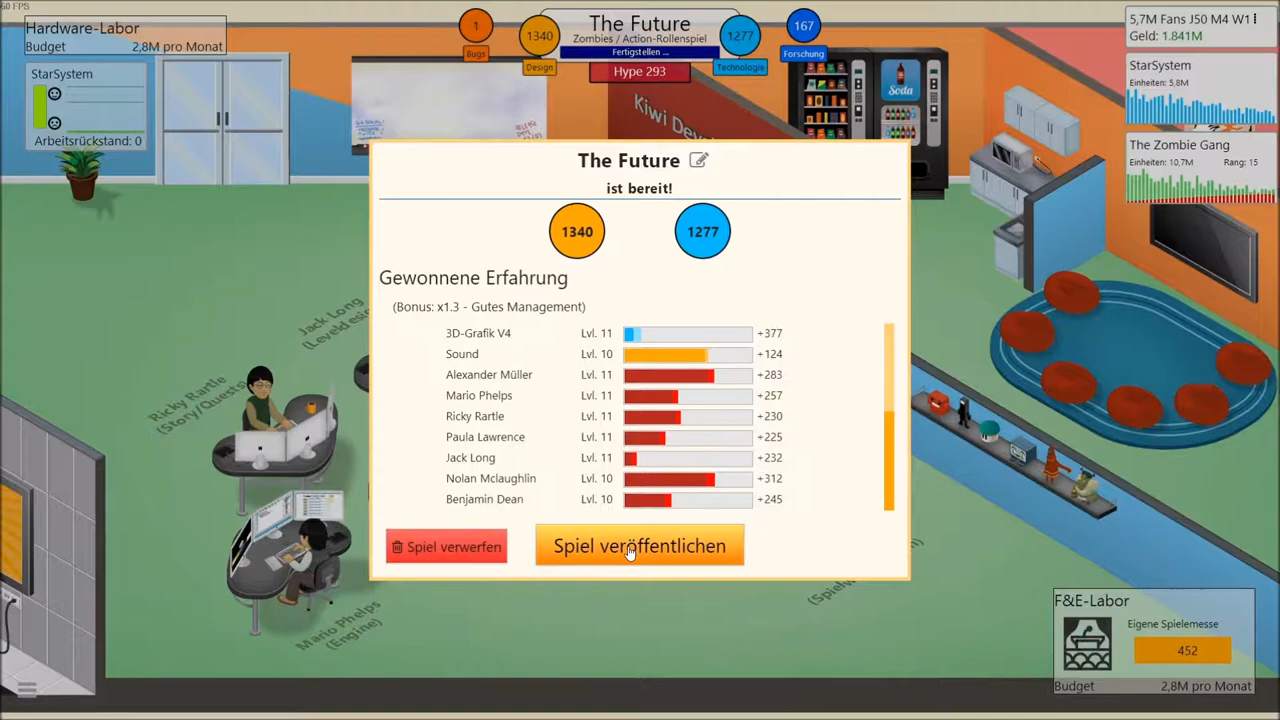 60 FPS
Hardware-Labor
Budget 2,8M pro Monat
StarSystem
Arbeitsrückstand: 0
1
Bugs
1340
Design
The Future
Zombies / Action-Rollenspiel
Fertigstellen ...
Hype 293
1277
Technologie
167
Forschung
5,7M Fans J50 M4 W1
Geld: 1.841M
StarSystem
Einheiten: 5,8M
The Zombie Gang
Einheiten: 10,7M Rang: 15
Soda
Kiwi Dev
RELEASE
The Future
ist bereit!
1340
1277
Gewonnene Erfahrung
(Bonus: x1.3 - Gutes Management)
3D-Grafik V4 Lvl. 11 +377
Sound Lvl. 10 +124
Alexander Müller Lvl. 11 +283
Mario Phelps Lvl. 11 +257
Ricky Rartle Lvl. 11 +230
Paula Lawrence Lvl. 11 +225
Jack Long Lvl. 11 +232
Nolan Mclaughlin Lvl. 10 +312
Benjamin Dean Lvl. 10 +245
Spiel verwerfen
Spiel veröffentlichen
Jack Long
(Leveldesign
Ricky Rartle
(Story/Quests)
Mario Phelps
(Engine)
(Spielw
F&E-Labor
Eigene Spielemesse
452
Budget 2,8M pro Monat